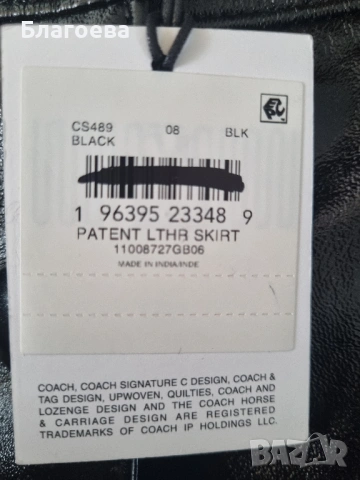 Благоева
CS489 08 BLK
BLACK
1 96395 23348 9
PATENT LTHR SKIRT
11008727GB06
MADE IN INDIA/INDE
COACH, COACH SIGNATURE C DESIGN, COACH &
TAG DESIGN, UPWOVEN, QUILTIES, COACH AND
LOZENGE DESIGN AND THE COACH HORSE
& CARRIAGE DESIGN ARE REGISTERED
TRADEMARKS OF COACH IP HOLDINGS LLC.
BAZAR